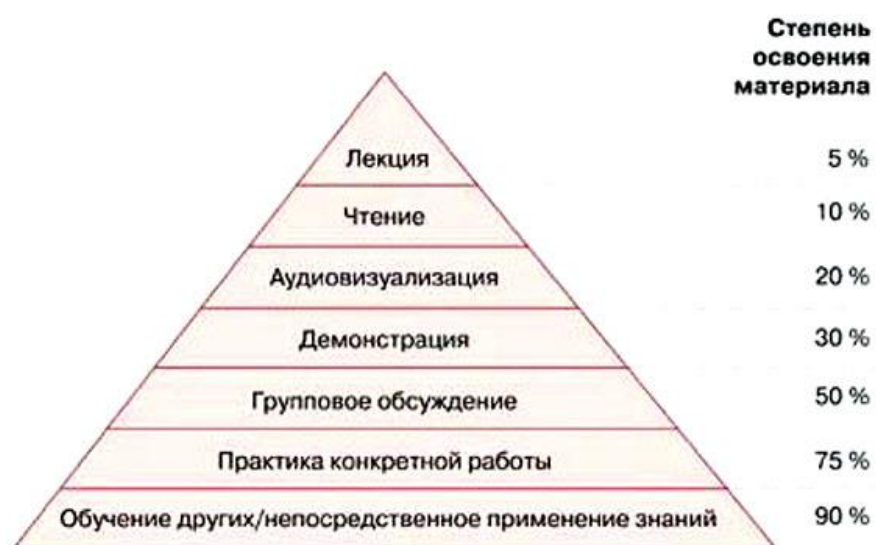 Степень
освоения
материала
Лекция 5 %
Чтение 10 %
Аудиовизуализация 20 %
Демонстрация 30 %
Групповое обсуждение 50 %
Практика конкретной работы 75 %
Обучение других/непосредственное применение знаний 90 %